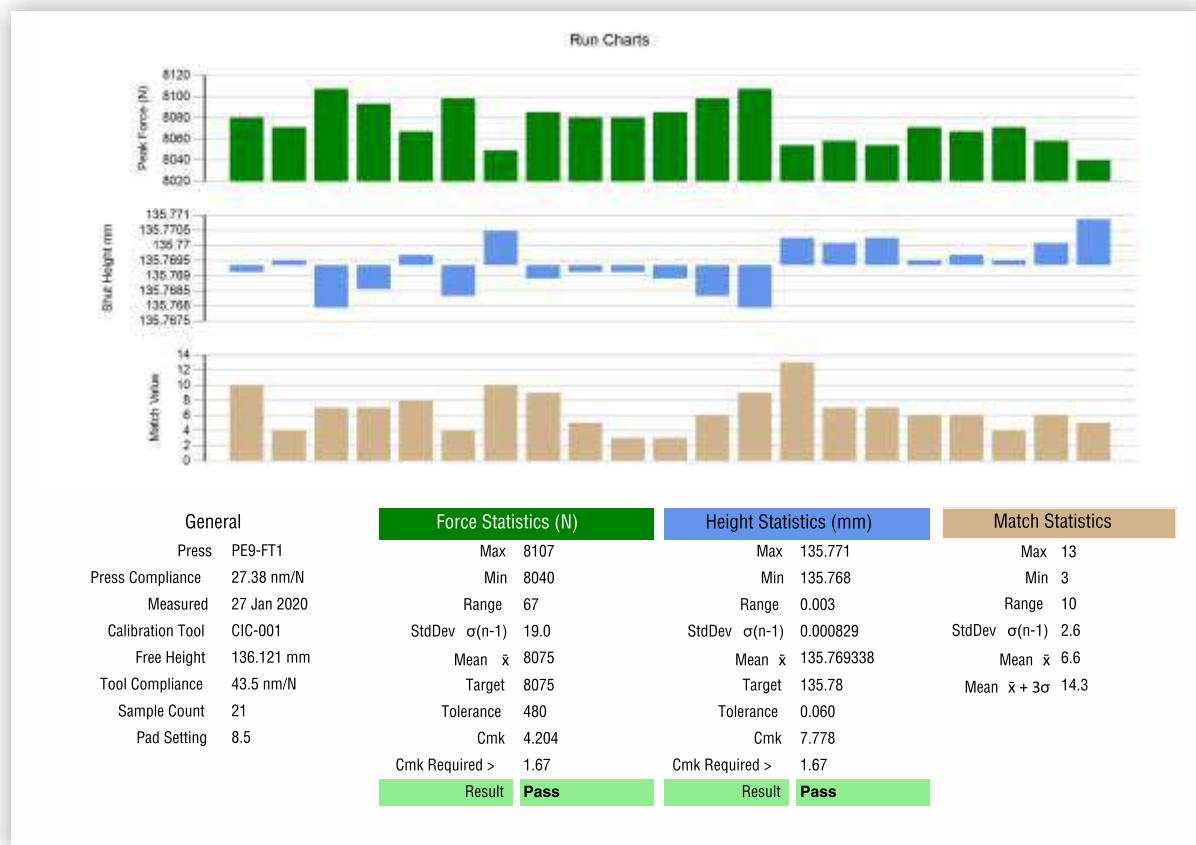 Run Charts
Peak Force (N)
8120
8100
8080
8060
8040
8020
Shut Height mm
135.771
135.7705
135.77
135.7695
135.769
135.7685
135.768
135.7675
Match Value
14
12
10
8
6
4
2
0
General
Press PE9-FT1
Press Compliance 27.38 nm/N
Measured 27 Jan 2020
Calibration Tool CIC-001
Free Height 136.121 mm
Tool Compliance 43.5 nm/N
Sample Count 21
Pad Setting 8.5
Force Statistics (N)
Max 8107
Min 8040
Range 67
StdDev σ(n-1) 19.0
Mean x̄ 8075
Target 8075
Tolerance 480
Cmk 4.204
Cmk Required > 1.67
Result Pass
Height Statistics (mm)
Max 135.771
Min 135.768
Range 0.003
StdDev σ(n-1) 0.000829
Mean x̄ 135.769338
Target 135.78
Tolerance 0.060
Cmk 7.778
Cmk Required > 1.67
Result Pass
Match Statistics
Max 13
Min 3
Range 10
StdDev σ(n-1) 2.6
Mean x̄ 6.6
Mean x̄ + 3σ 14.3